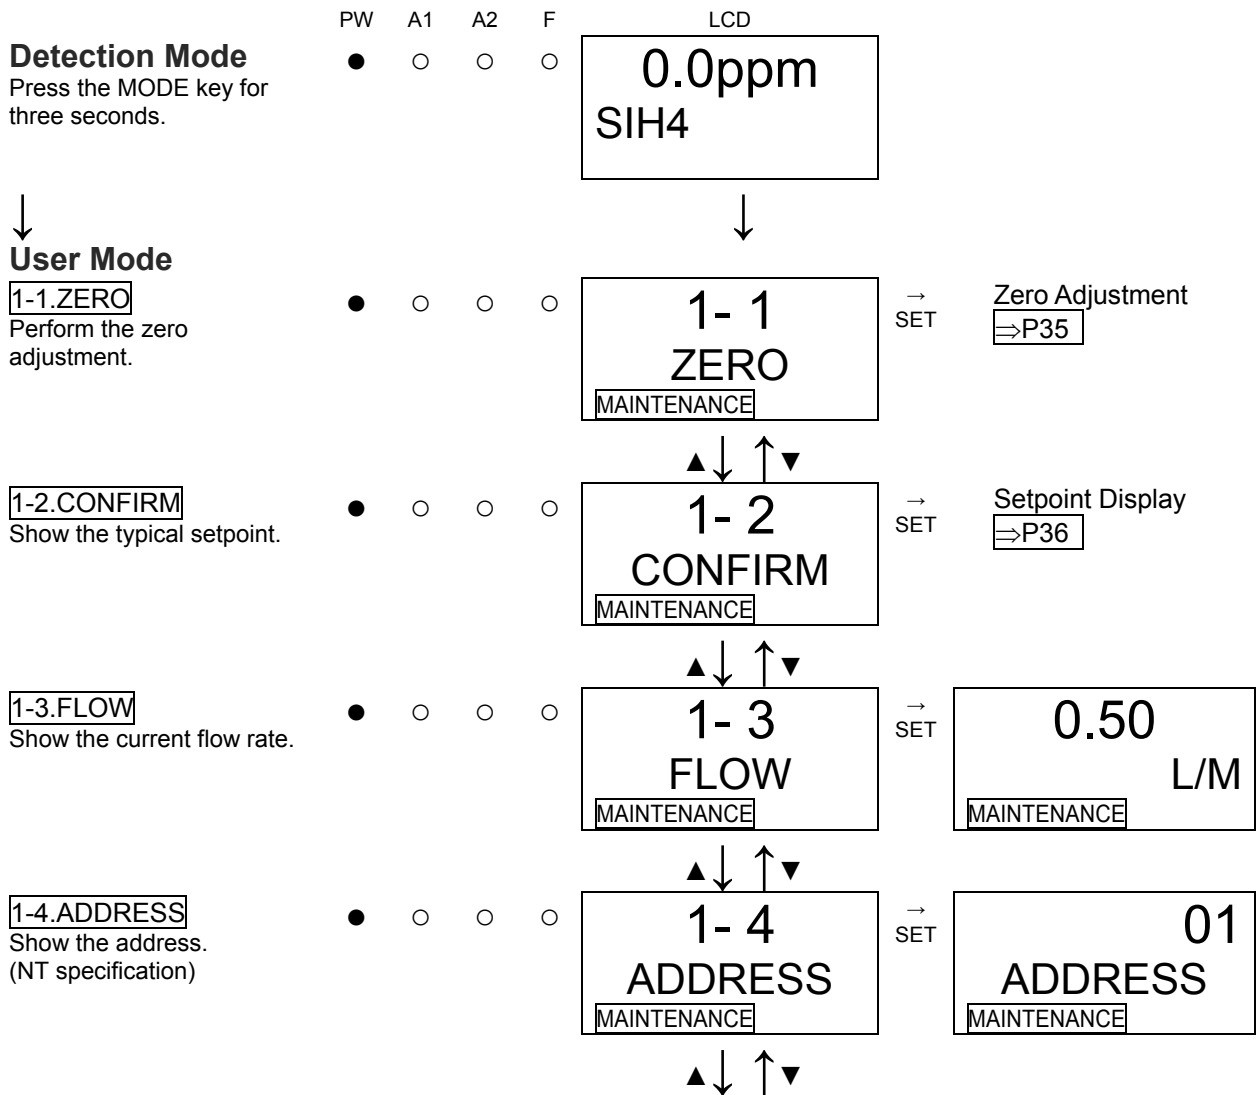 PW A1 A2 F LCD
Detection Mode
Press the MODE key for
three seconds.
● ○ ○ ○
0.0ppm
SIH4
↓ ↓
User Mode
1-1.ZERO
Perform the zero
adjustment.
● ○ ○ ○
1- 1
ZERO
MAINTENANCE
→
SET
Zero Adjustment
⇒P35
▲↓ ↑▼
1-2.CONFIRM
Show the typical setpoint.
● ○ ○ ○
1- 2
CONFIRM
MAINTENANCE
→
SET
Setpoint Display
⇒P36
▲↓ ↑▼
1-3.FLOW
Show the current flow rate.
● ○ ○ ○
1- 3
FLOW
MAINTENANCE
→
SET
0.50
L/M
MAINTENANCE
▲↓ ↑▼
1-4.ADDRESS
Show the address.
(NT specification)
● ○ ○ ○
1- 4
ADDRESS
MAINTENANCE
→
SET
01
ADDRESS
MAINTENANCE
▲↓ ↑▼